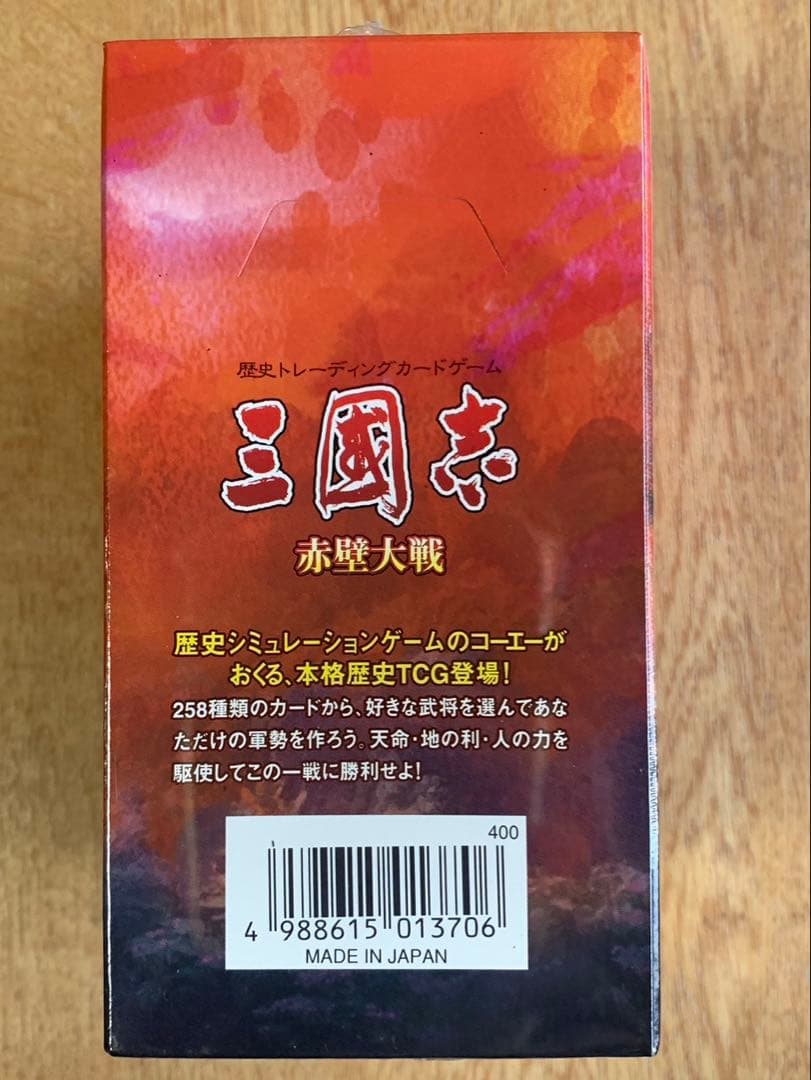 歴史トレーディングカードゲーム
三國志
赤壁大戦
歴史シミュレーションゲームのコーエーが
おくる、本格歴史TCG登場!
258種類のカードから、好きな武将を選んであな
ただけの軍勢を作ろう。天命・地の利・人の力を
駆使してこの一戦に勝利せよ!
400
4 988615 013706
MADE IN JAPAN